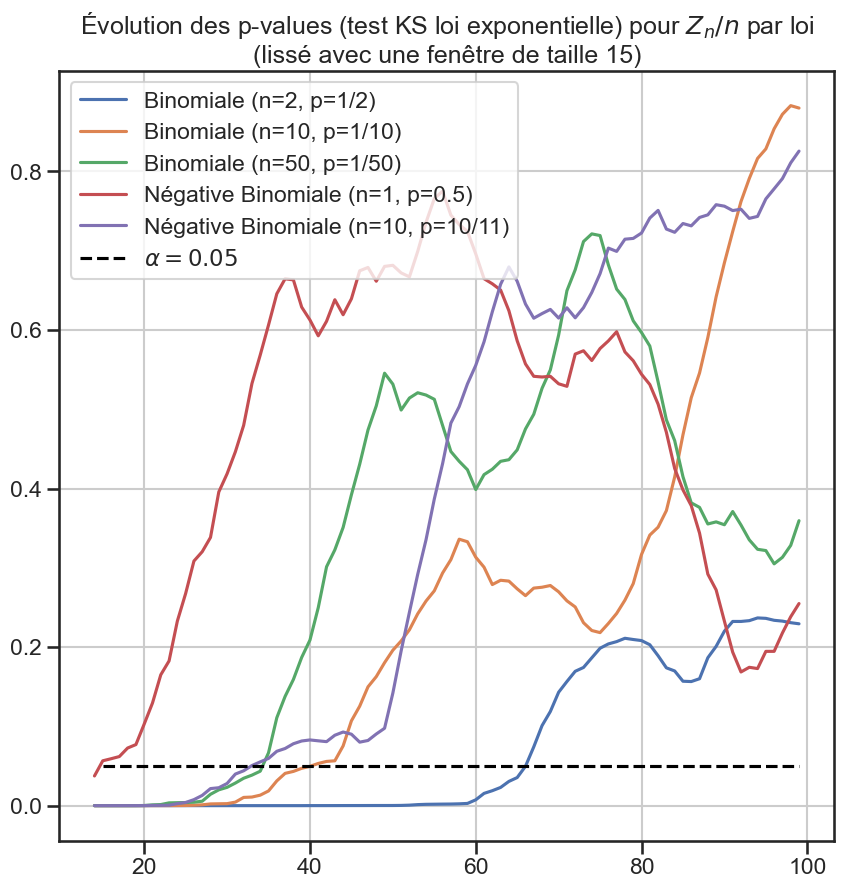 Évolution des p-values (test KS loi exponentielle) pour $Z_n/n$ par loi
(lissé avec une fenêtre de taille 15)
Binomiale (n=2, p=1/2)
Binomiale (n=10, p=1/10)
Binomiale (n=50, p=1/50)
Négative Binomiale (n=1, p=0.5)
Négative Binomiale (n=10, p=10/11)
α = 0.05
0.8
0.6
0.4
0.2
0.0
20 40 60 80 100